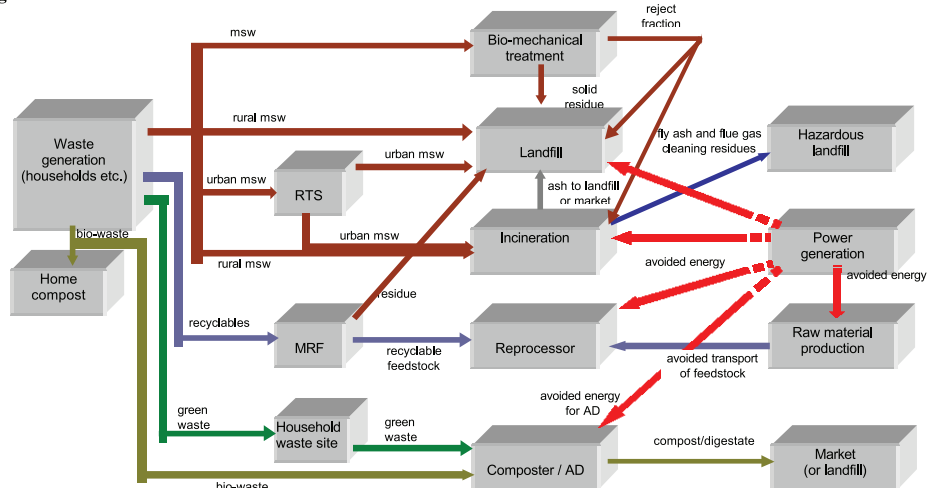 reject
fraction
msw
Bio-mechanical
treatment
solid
residue
rural msw
fly ash and flue gas
cleaning residues
Hazardous
landfill
Waste
generation
(households etc.)
urban msw
Landfill
urban msw
RTS
ash to landfill
or market
bio-waste
urban msw
Incineration
Power
generation
rural msw
avoided energy
avoided energy
Home
compost
residue
recyclables
MRF
recyclable
feedstock
Reprocessor
Raw material
production
avoided transport
of feedstock
avoided energy
for AD
green
waste
Household
waste site
green
waste
Composter / AD
compost/digestate
Market
(or landfill)
bio-waste